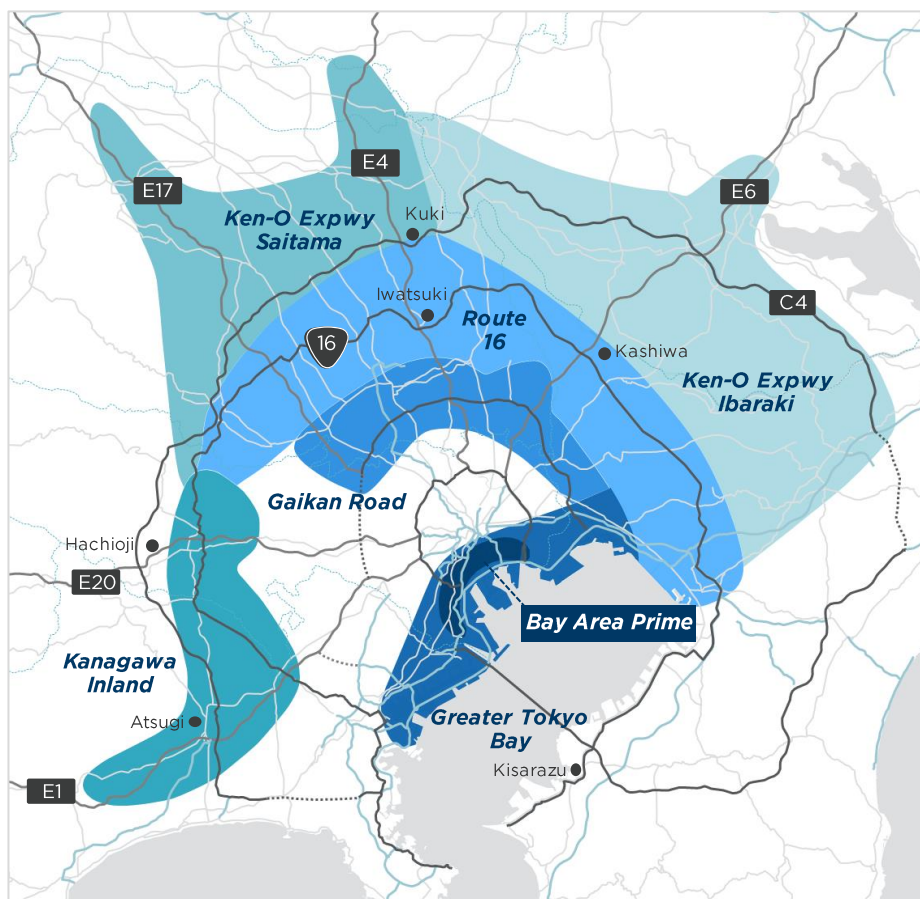 E4
E17
E6
Ken-O Expwy
Saitama
Kuki
Iwatsuki
C4
Route
16
16
Kashiwa
Ken-O Expwy
Ibaraki
Gaikan Road
Hachioji
E20
Bay Area Prime
Kanagawa
Inland
Atsugi
Greater Tokyo
Bay
Kisarazu
E1